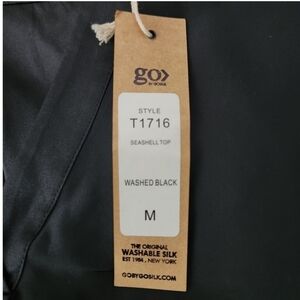 go>
BY GOSILK
STYLE
T1716
SEASHELL TOP
WASHED BLACK
M
THE ORIGINAL
WASHABLE SILK
EST 1984 . NEW YORK
GOBYGOSILK.COM